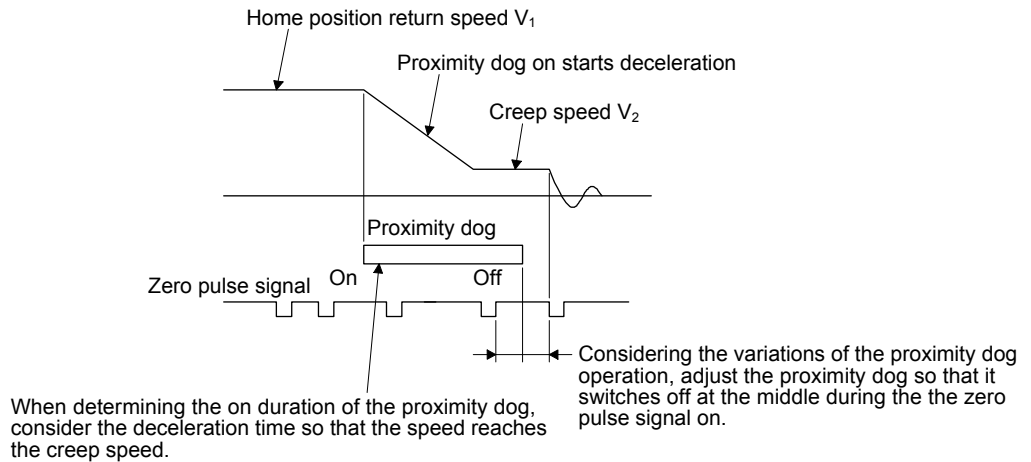 Home position return speed V₁
Proximity dog on starts deceleration
Creep speed V₂
Proximity dog
On
Off
Zero pulse signal
Considering the variations of the proximity dog
operation, adjust the proximity dog so that it
switches off at the middle during the the zero
pulse signal on.
When determining the on duration of the proximity dog,
consider the deceleration time so that the speed reaches
the creep speed.